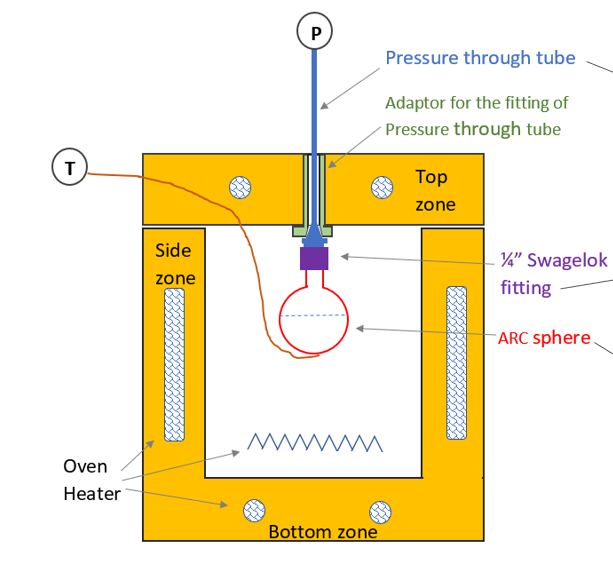 P
Pressure through tube
Adaptor for the fitting of
Pressure through tube
T
Top
zone
Side
zone
¼” Swagelok
fitting
ARC sphere
Oven
Heater
Bottom zone